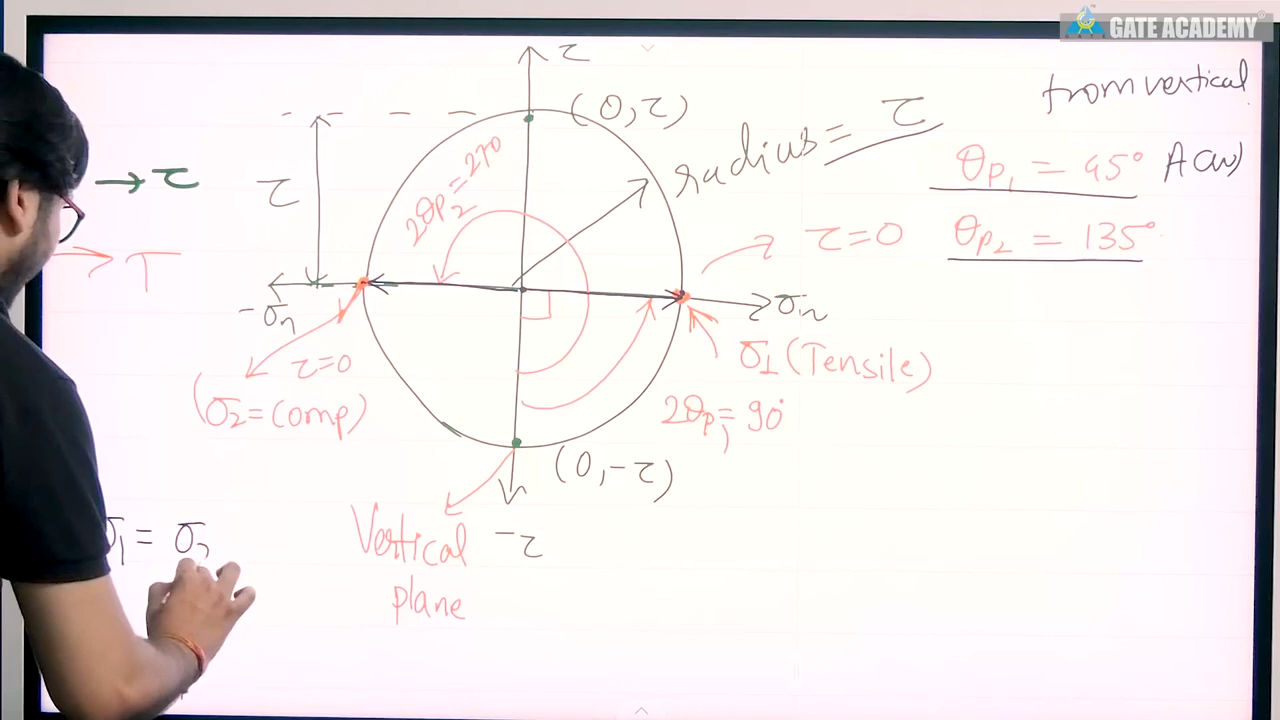 GATE ACADEMY
from vertical
τ
(0, τ)
radius = τ
θp₁ = 45° ACW
θp₂ = 135°
2θp₂ = 270
→ τ
τ
τ = 0
→ T
-σn
σn
τ=0
(σ₂ = comp)
σ1 (Tensile)
2θp₁ = 90°
(0, -τ)
Vertical
plane
-τ
σ₁ = σ₂